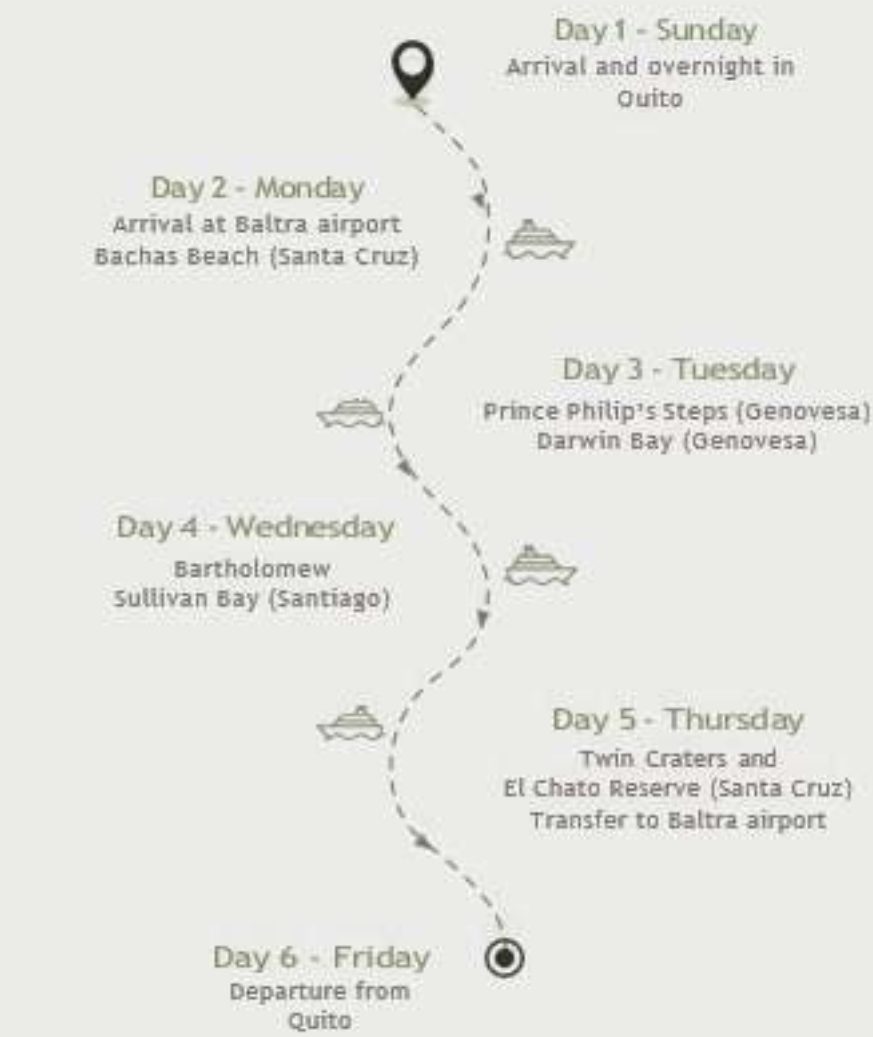 Day 1 - Sunday
Arrival and overnight in
Quito
Day 2 - Monday
Arrival at Baltra airport
Bachas Beach (Santa Cruz)
Day 3 - Tuesday
Prince Philip's Steps (Genovesa)
Darwin Bay (Genovesa)
Day 4 - Wednesday
Bartholomew
Sullivan Bay (Santiago)
Day 5 - Thursday
Twin Craters and
El Chato Reserve (Santa Cruz)
Transfer to Baltra airport
Day 6 - Friday
Departure from
Quito